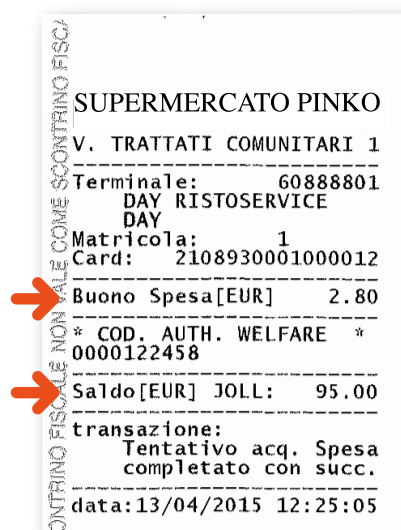 SUPERMERCATO PINKO
V. TRATTATI COMUNITARI 1
Terminale: 60888801
DAY RISTOSERVICE
DAY
Matricola: 1
Card: 2108930001000012
Buono Spesa[EUR] 2.80
* COD. AUTH. WELFARE *
0000122458
Saldo[EUR] JOLL: 95.00
transazione:
Tentativo acq. Spesa
completato con succ.
data:13/04/2015 12:25:05
ONTRINO FISCALE NON VALE COME SCONTRINO FISCA